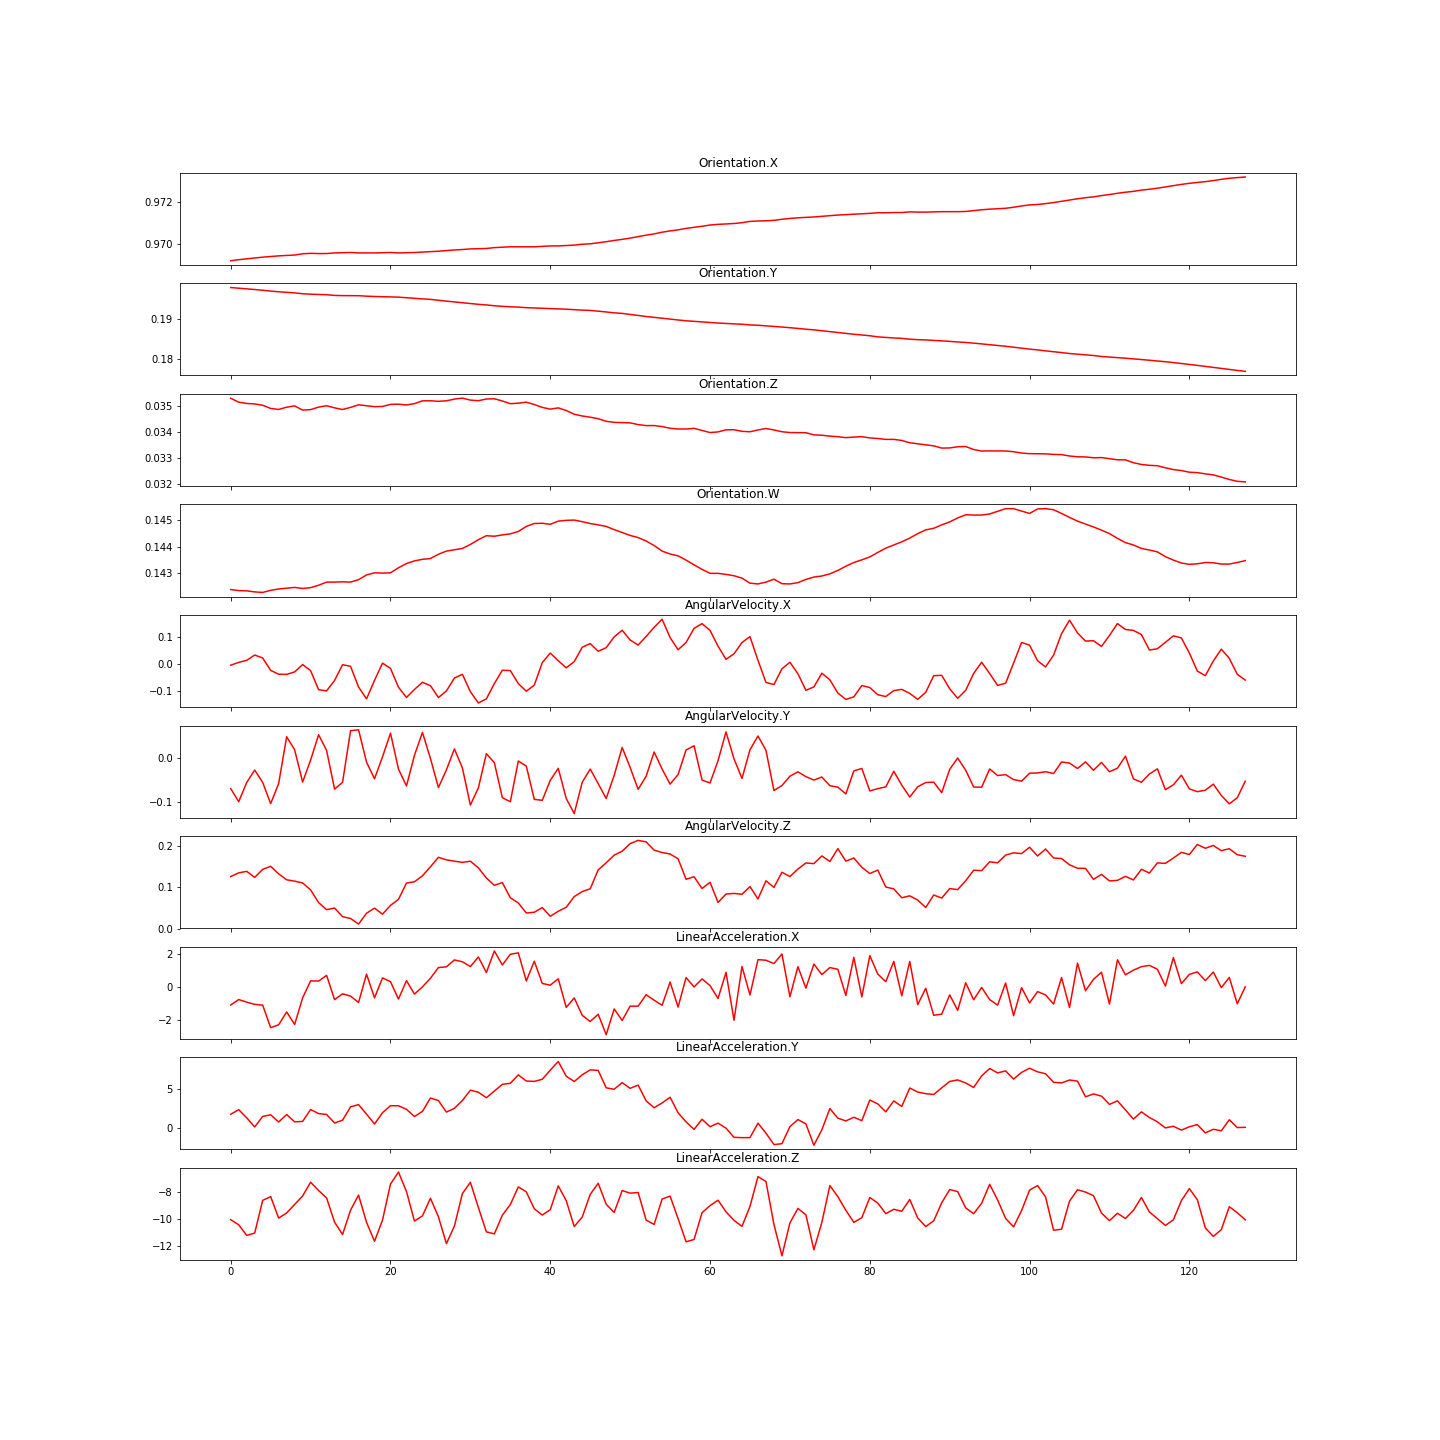 Orientation.X
0.972
0.970
Orientation.Y
0.19
0.18
Orientation.Z
0.035
0.034
0.033
0.032
Orientation.W
0.145
0.144
0.143
AngularVelocity.X
0.1
0.0
−0.1
AngularVelocity.Y
0.0
−0.1
AngularVelocity.Z
0.2
0.1
0.0
LinearAcceleration.X
2
0
−2
LinearAcceleration.Y
5
0
LinearAcceleration.Z
−8
−10
−12
0 20 40 60 80 100 120